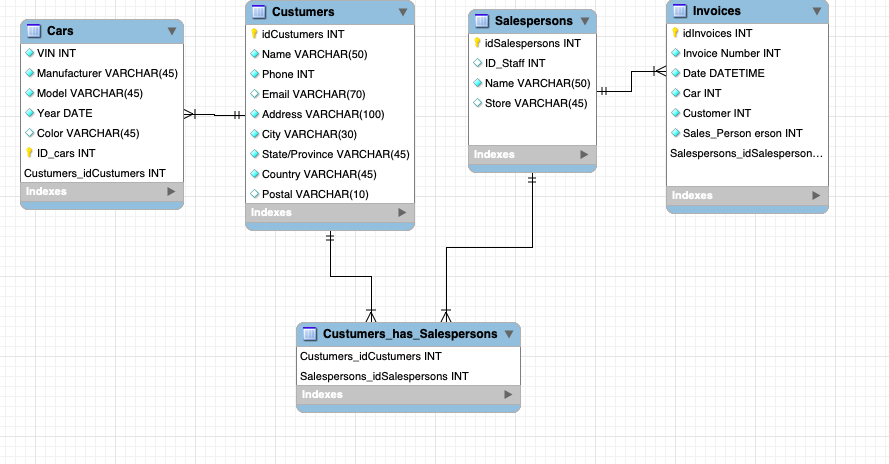 Cars
VIN INT
Manufacturer VARCHAR(45)
Model VARCHAR(45)
Year DATE
Color VARCHAR(45)
ID_cars INT
Custumers_idCustumers INT
Indexes
Custumers
idCustumers INT
Name VARCHAR(50)
Phone INT
Email VARCHAR(70)
Address VARCHAR(100)
City VARCHAR(30)
State/Province VARCHAR(45)
Country VARCHAR(45)
Postal VARCHAR(10)
Indexes
Salespersons
idSalespersons INT
ID_Staff INT
Name VARCHAR(50)
Store VARCHAR(45)
Indexes
Invoices
idInvoices INT
Invoice Number INT
Date DATETIME
Car INT
Customer INT
Sales_Person erson INT
Salespersons_idSalesperson...
Indexes
Custumers_has_Salespersons
Custumers_idCustumers INT
Salespersons_idSalespersons INT
Indexes